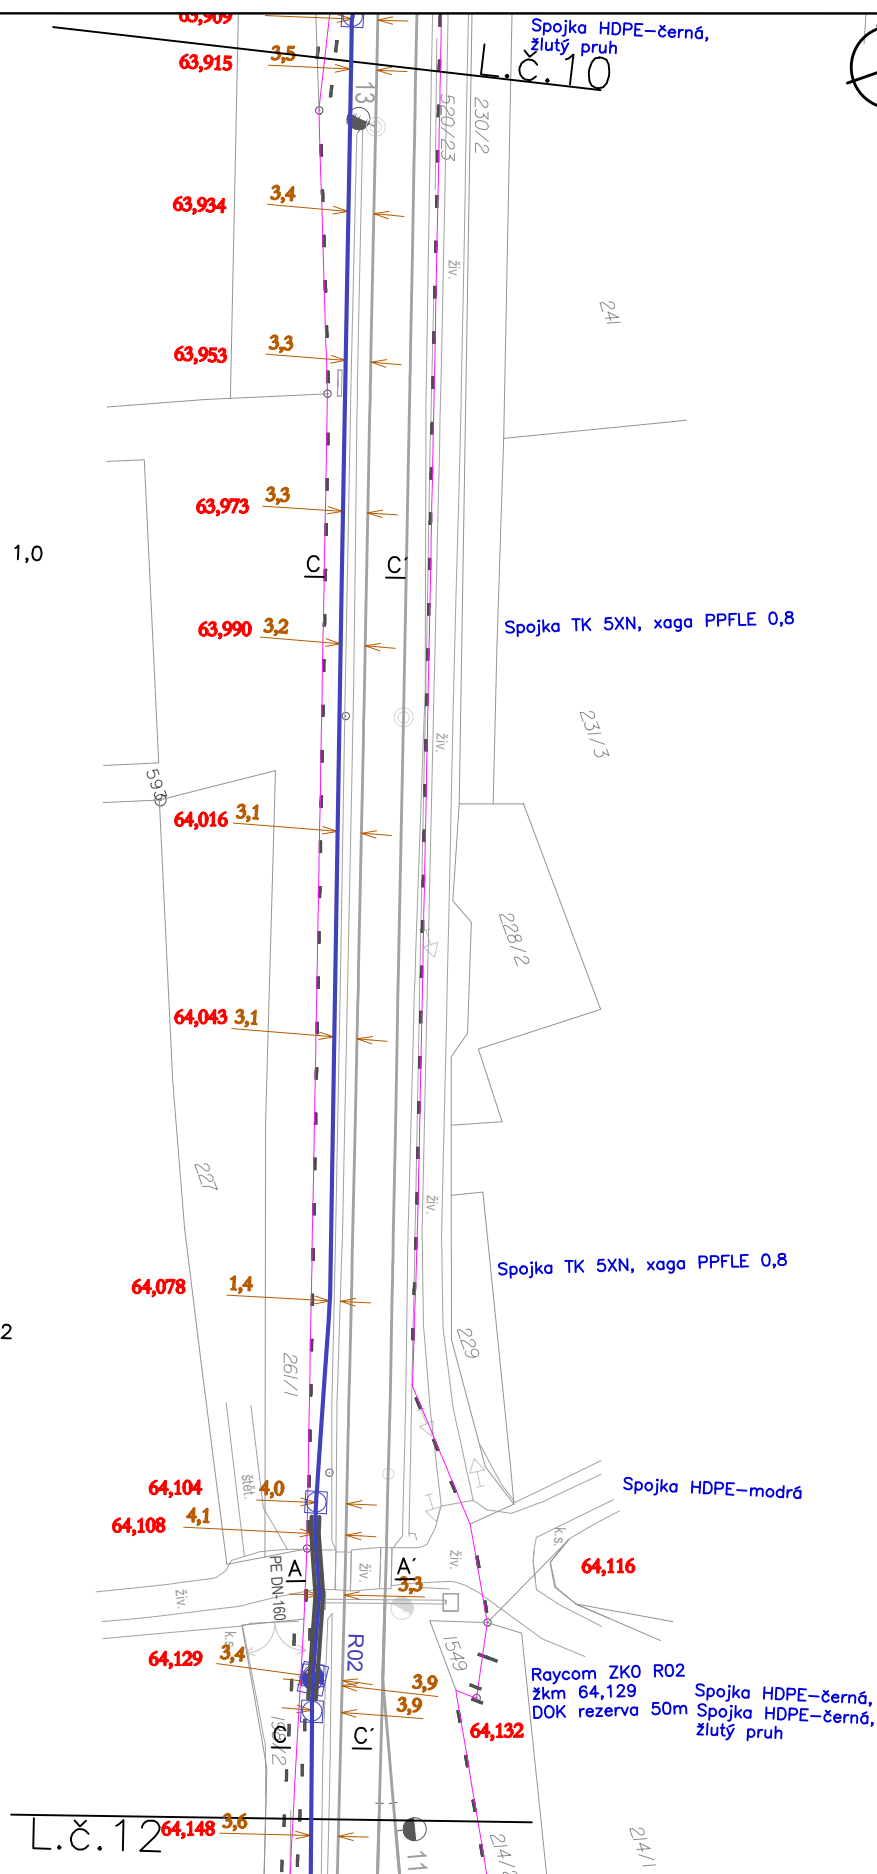 63,909
Spojka HDPE-černá,
žlutý pruh
63,915 3,5
L.č.10
13
520/23
230/2
63,934 3,4
živ.
241
63,953 3,3
63,973 3,3
1,0
C C´
63,990 3,2
Spojka TK 5XN, xaga PPFLE 0,8
231/3
živ.
593
64,016 3,1
228/2
64,043 3,1
227
živ.
64,078 1,4
Spojka TK 5XN, xaga PPFLE 0,8
2
229
261/1
64,104 4,0
štět.
Spojka HDPE-modrá
64,108 4,1
k.s.
A A´
živ.
živ.
64,116
PE DN-160
3,3
živ.
k.s.
R02
1549
64,129 3,4
3,9
Raycom ZKO R02
žkm 64,129
DOK rezerva 50m
Spojka HDPE-černá,
Spojka HDPE-černá,
žlutý pruh
3,9
64,132
C C´
L.č.12
64,148 3,6
11
214/1